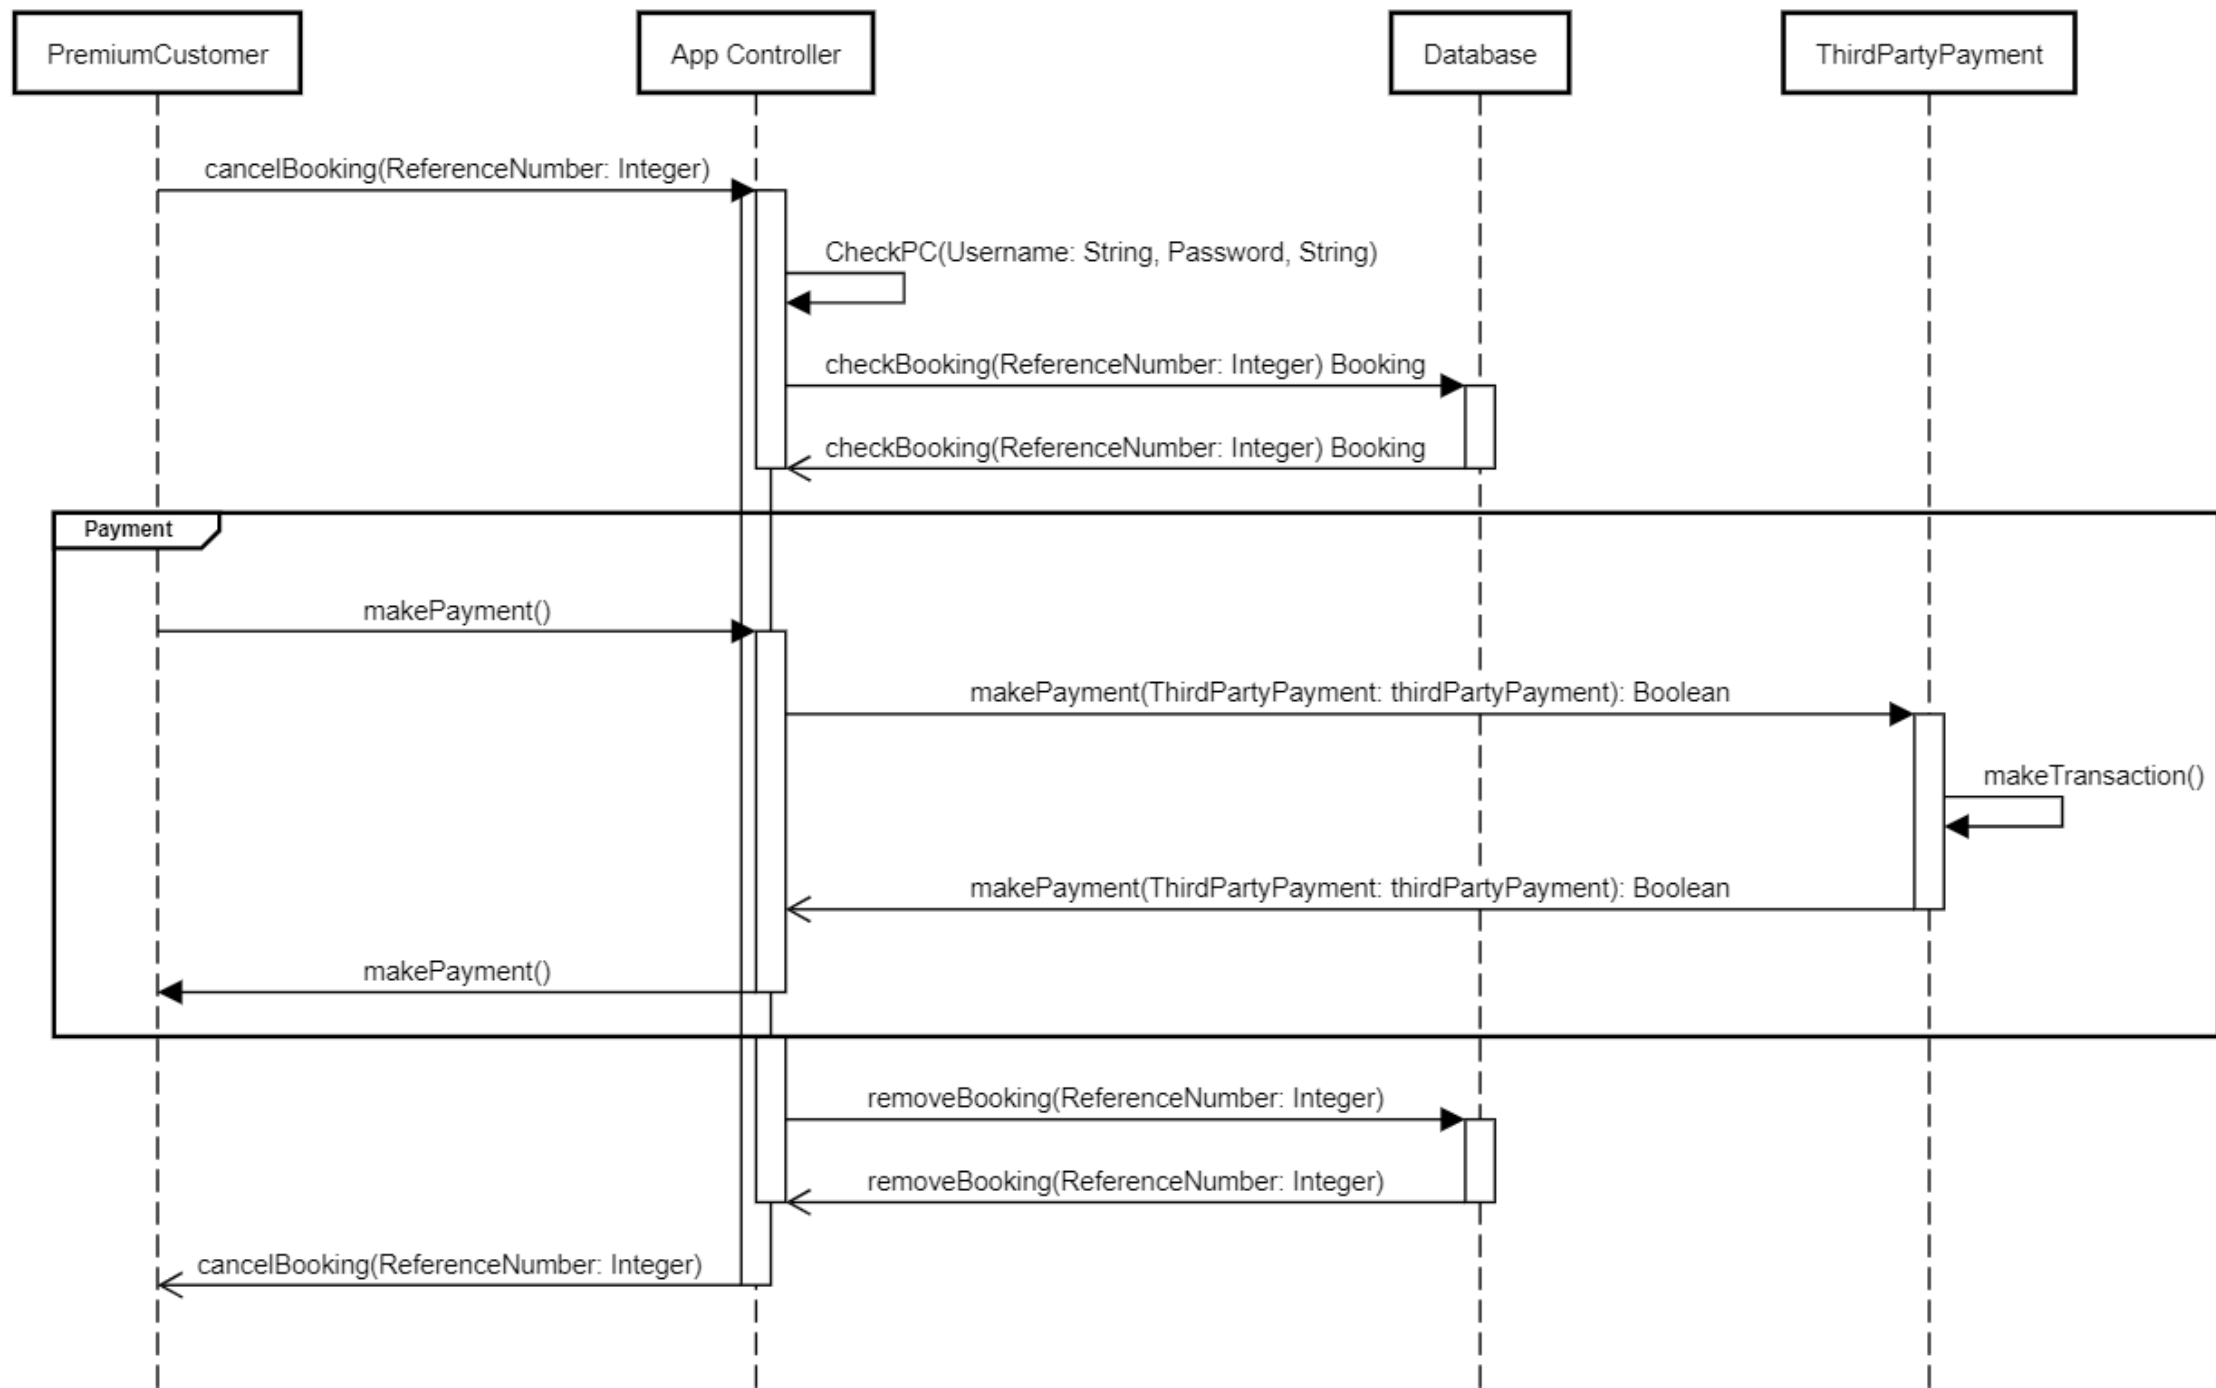 PremiumCustomer
App Controller
Database
ThirdPartyPayment
cancelBooking(ReferenceNumber: Integer)
CheckPC(Username: String, Password, String)
checkBooking(ReferenceNumber: Integer) Booking
checkBooking(ReferenceNumber: Integer) Booking
Payment
makePayment()
makePayment(ThirdPartyPayment: thirdPartyPayment): Boolean
makeTransaction()
makePayment(ThirdPartyPayment: thirdPartyPayment): Boolean
makePayment()
removeBooking(ReferenceNumber: Integer)
removeBooking(ReferenceNumber: Integer)
cancelBooking(ReferenceNumber: Integer)